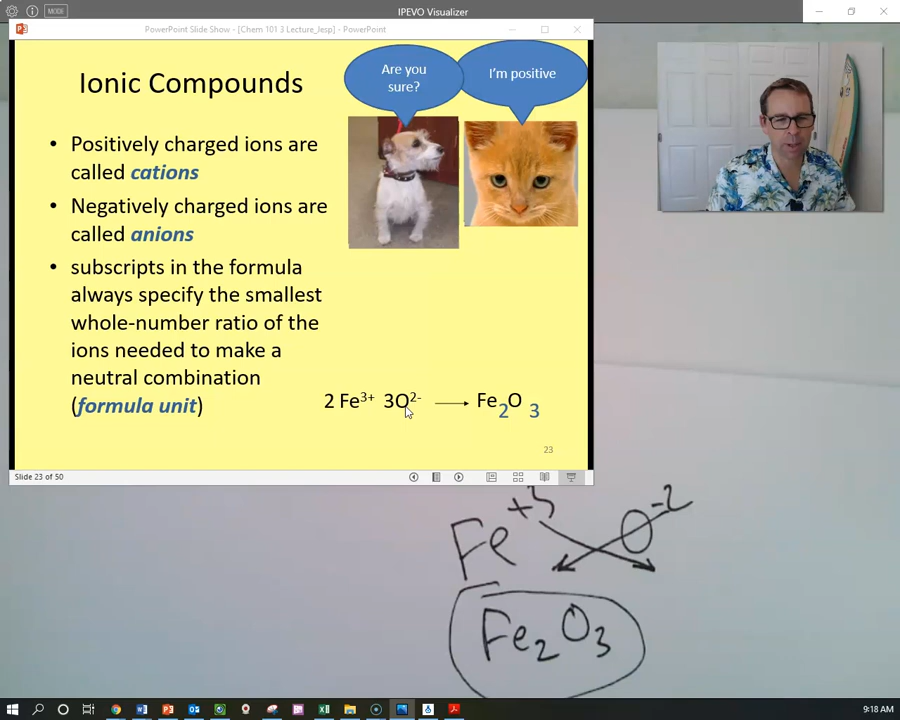 IPEVO Visualizer
MODE
PowerPoint Slide Show - [Chem 101 3 Lecture_Jesp] - PowerPoint
Ionic Compounds
Are you
sure?
I'm positive
• Positively charged ions are
called cations
• Negatively charged ions are
called anions
• subscripts in the formula
always specify the smallest
whole-number ratio of the
ions needed to make a
neutral combination
(formula unit)
2 Fe³⁺ 3O²⁻ → Fe₂O₃
23
Slide 23 of 50
Fe⁺³ O⁻²
Fe₂O₃
9:18 AM